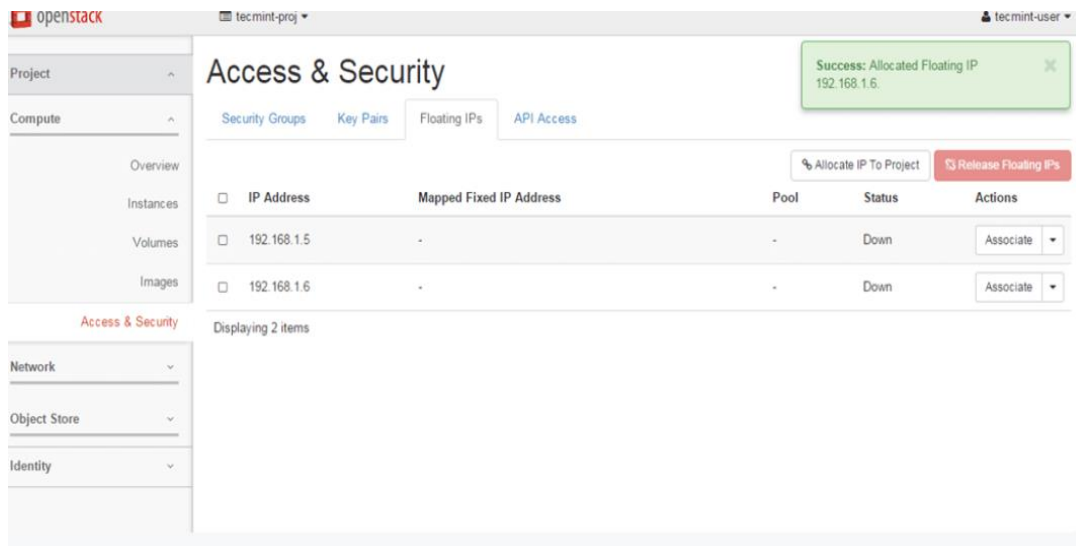 openstack
tecmint-proj
tecmint-user
Project
Compute
Overview
Instances
Volumes
Images
Access & Security
Network
Object Store
Identity
Access & Security
Success: Allocated Floating IP
192.168.1.6.
Security Groups Key Pairs Floating IPs API Access
Allocate IP To Project Release Floating IPs
IP Address Mapped Fixed IP Address Pool Status Actions
192.168.1.5 - - Down Associate
192.168.1.6 - - Down Associate
Displaying 2 items